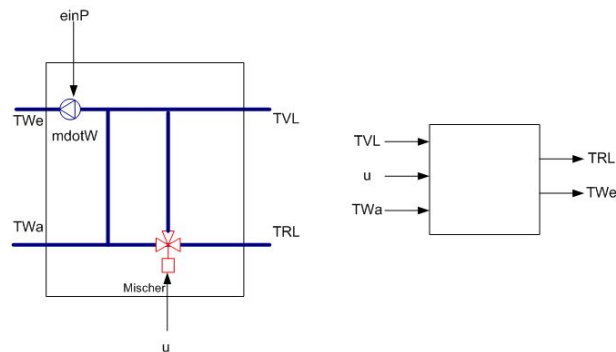 einP
TWe
mdotW
TVL
TWa
TRL
Mischer
u
TVL
u
TWa
TRL
TWe